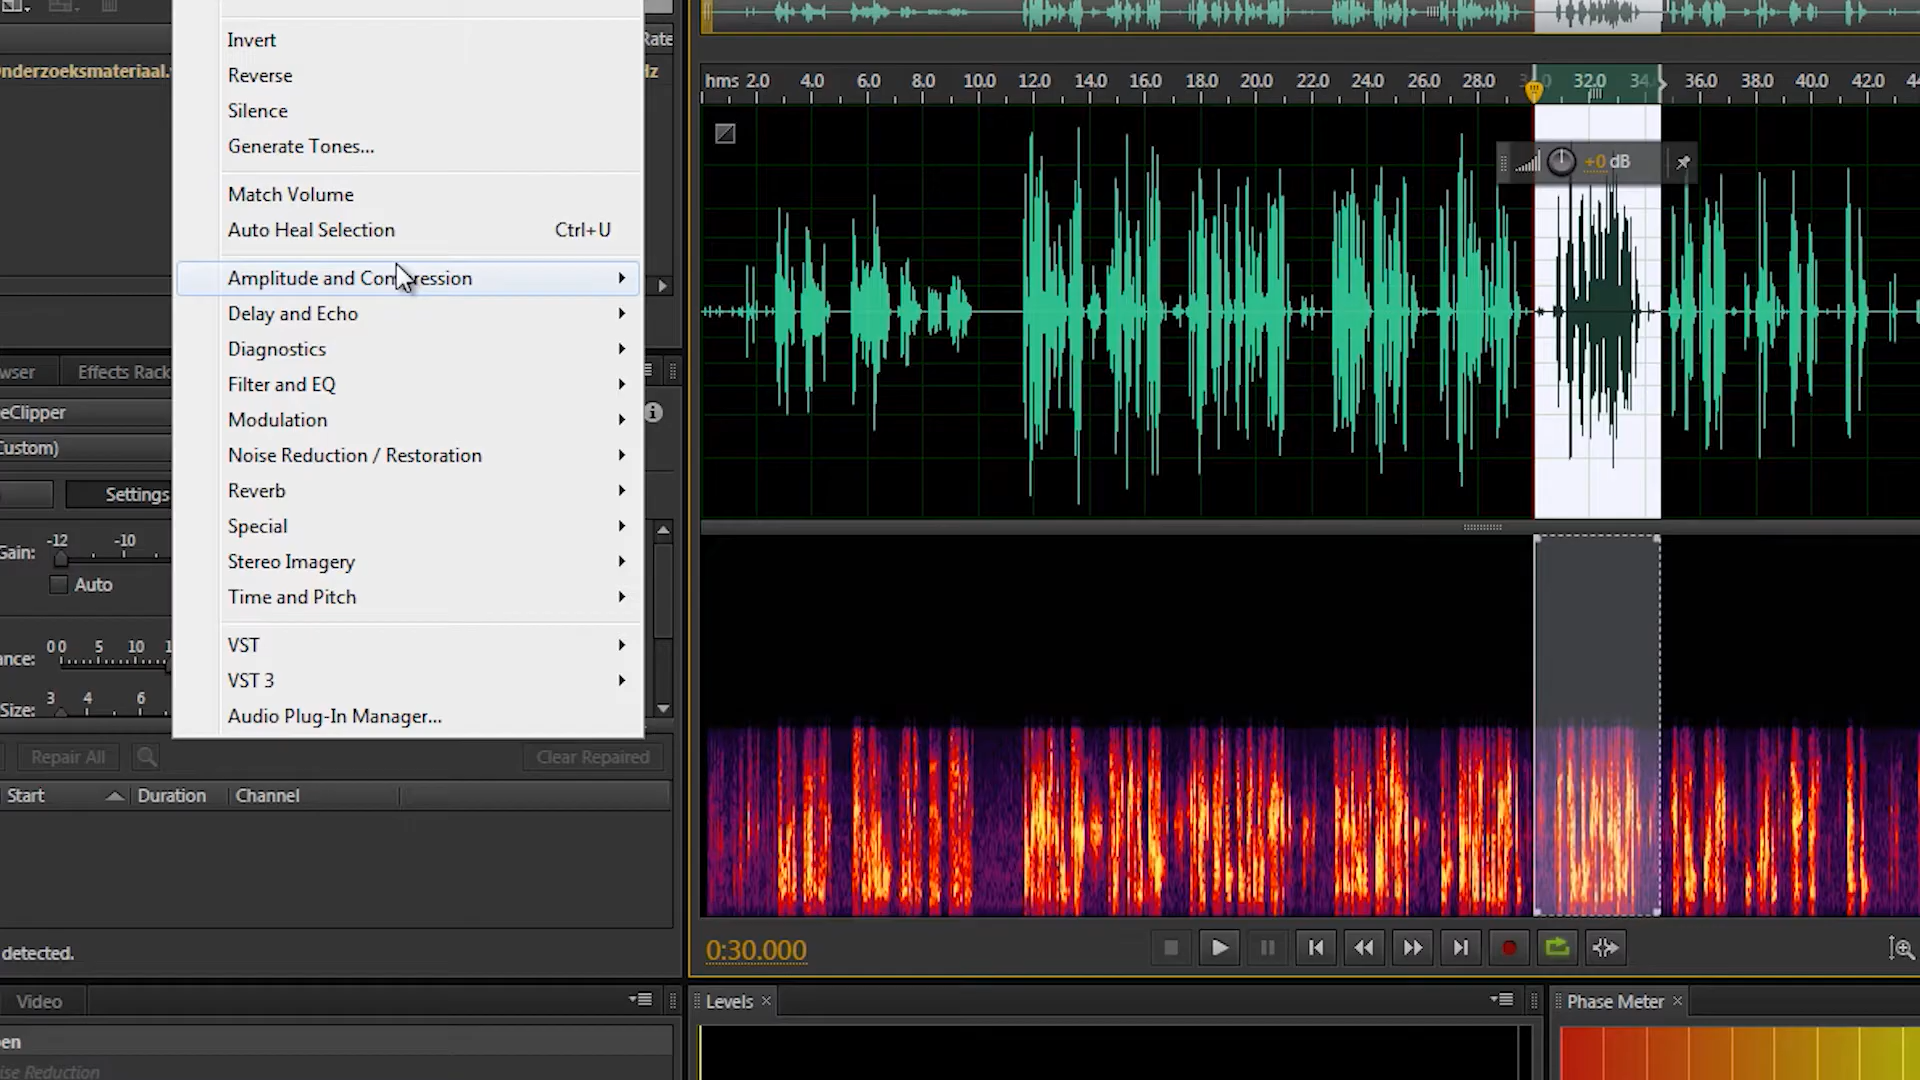 Invert
Reverse
Silence
Generate Tones...
Match Volume
Auto Heal Selection Ctrl+U
Amplitude and Compression
Delay and Echo
Diagnostics
Filter and EQ
Modulation
Noise Reduction / Restoration
Reverb
Special
Stereo Imagery
Time and Pitch
VST
VST 3
Audio Plug-In Manager...
Rate
nderzoeksmateriaal.
Hz
wser Effects Rack
eClipper
Custom)
Settings
Gain: -12 -10
Auto
0 0 5 10
ance:
3 4 6
Size:
Repair All Clear Repaired
Start Duration Channel
detected.
Video
pen
ise Reduction
hms 2.0 4.0 6.0 8.0 10.0 12.0 14.0 16.0 18.0 20.0 22.0 24.0 26.0 28.0 32.0 34 36.0 38.0 40.0 42.0 44
+0 dB
0:30.000
Levels
Phase Meter